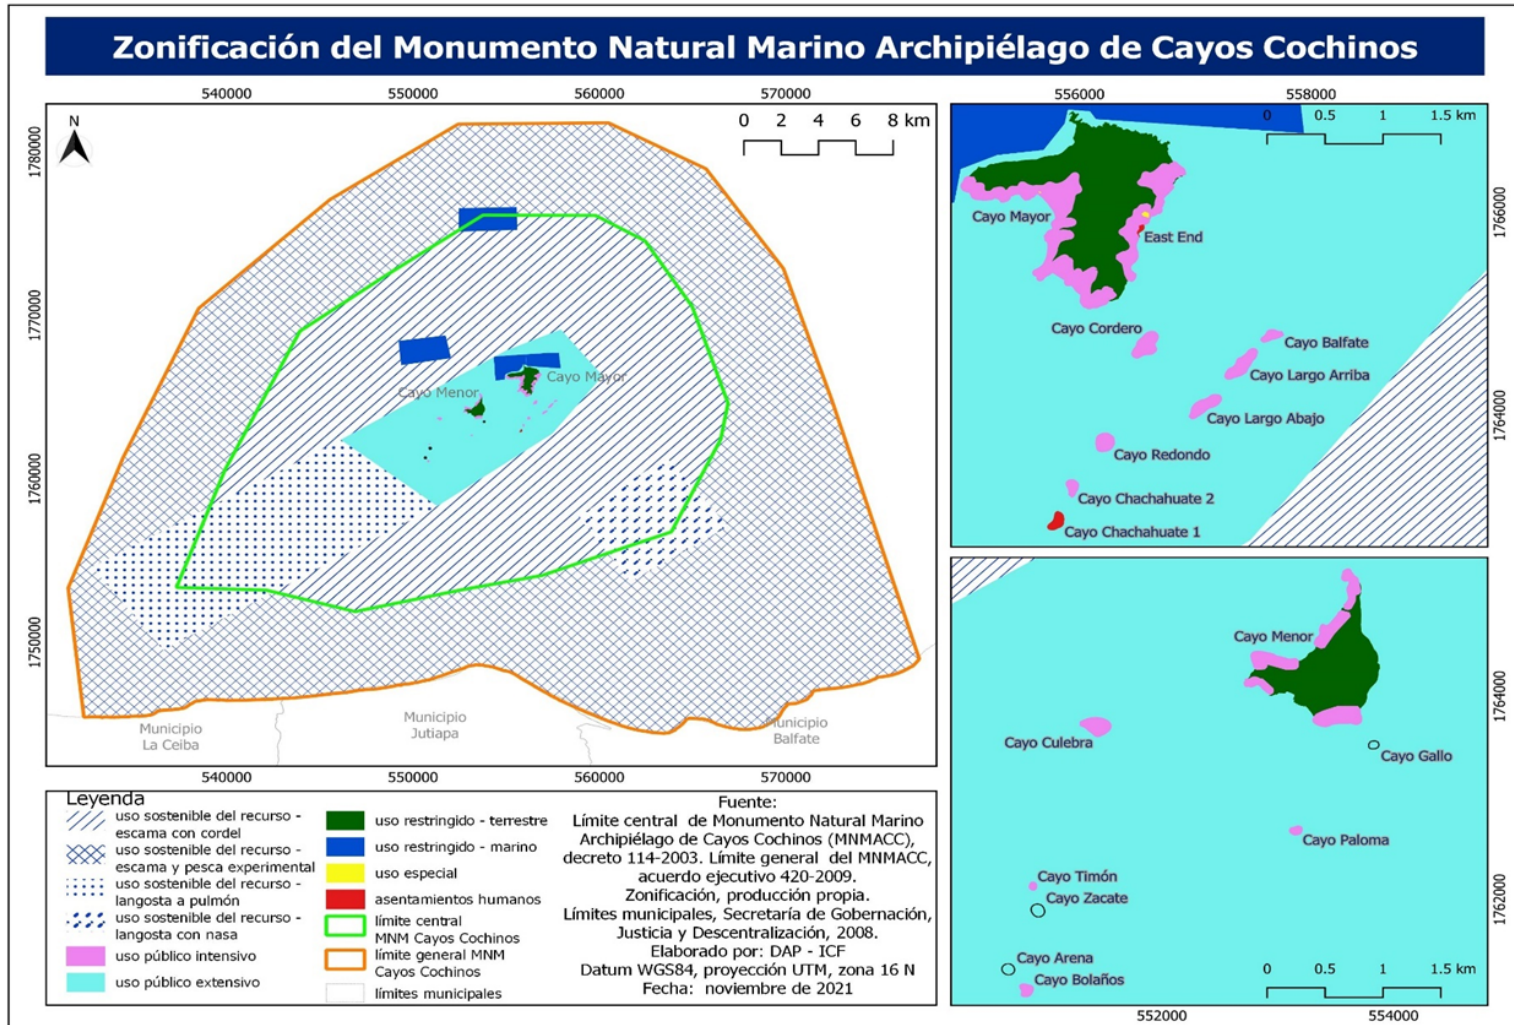 Zonificación del Monumento Natural Marino Archipiélago de Cayos Cochinos
540000 550000 560000 570000
N
0 2 4 6 8 km
1780000
1770000
1760000
1750000
Cayo Mayor
Cayo Menor
Municipio
La Ceiba
Municipio
Jutiapa
Municipio
Balfate
540000 550000 560000 570000
556000 558000
0 0.5 1 1.5 km
1766000
1764000
Cayo Mayor
East End
Cayo Cordero
Cayo Balfate
Cayo Largo Arriba
Cayo Largo Abajo
Cayo Redondo
Cayo Chachahuate 2
Cayo Chachahuate 1
Cayo Menor
1764000
Cayo Culebra
Cayo Gallo
Cayo Paloma
Cayo Timón
Cayo Zacate
1762000
Cayo Arena
Cayo Bolaños
0 0.5 1 1.5 km
552000 554000
Leyenda
uso sostenible del recurso -
escama con cordel
uso sostenible del recurso -
escama y pesca experimental
uso sostenible del recurso -
langosta a pulmón
uso sostenible del recurso -
langosta con nasa
uso público intensivo
uso público extensivo
uso restringido - terrestre
uso restringido - marino
uso especial
asentamientos humanos
límite central
MNM Cayos Cochinos
límite general MNM
Cayos Cochinos
límites municipales
Fuente:
Límite central de Monumento Natural Marino
Archipiélago de Cayos Cochinos (MNMACC),
decreto 114-2003. Límite general del MNMACC,
acuerdo ejecutivo 420-2009.
Zonificación, producción propia.
Límites municipales, Secretaría de Gobernación,
Justicia y Descentralización, 2008.
Elaborado por: DAP - ICF
Datum WGS84, proyección UTM, zona 16 N
Fecha: noviembre de 2021